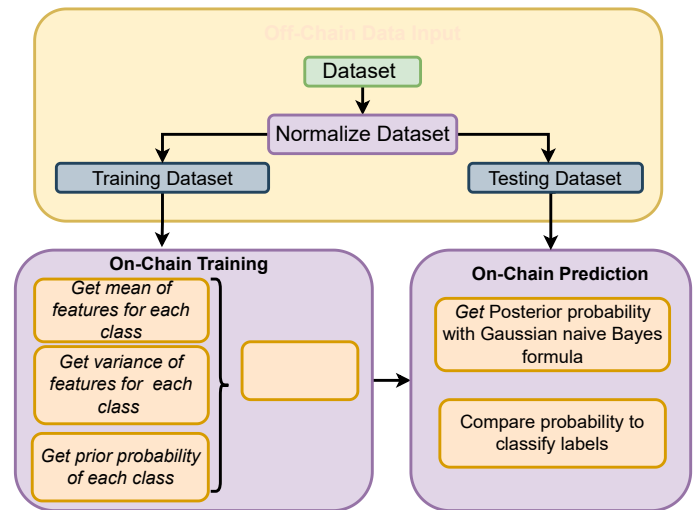 Off-Chain Data Input
Dataset
Normalize Dataset
Training Dataset
Testing Dataset
On-Chain Training
Get mean of
features for each
class
Get variance of
features for each
class
Get prior probability
of each class
On-Chain Prediction
Get Posterior probability
with Gaussian naive Bayes
formula
Compare probability to
classify labels